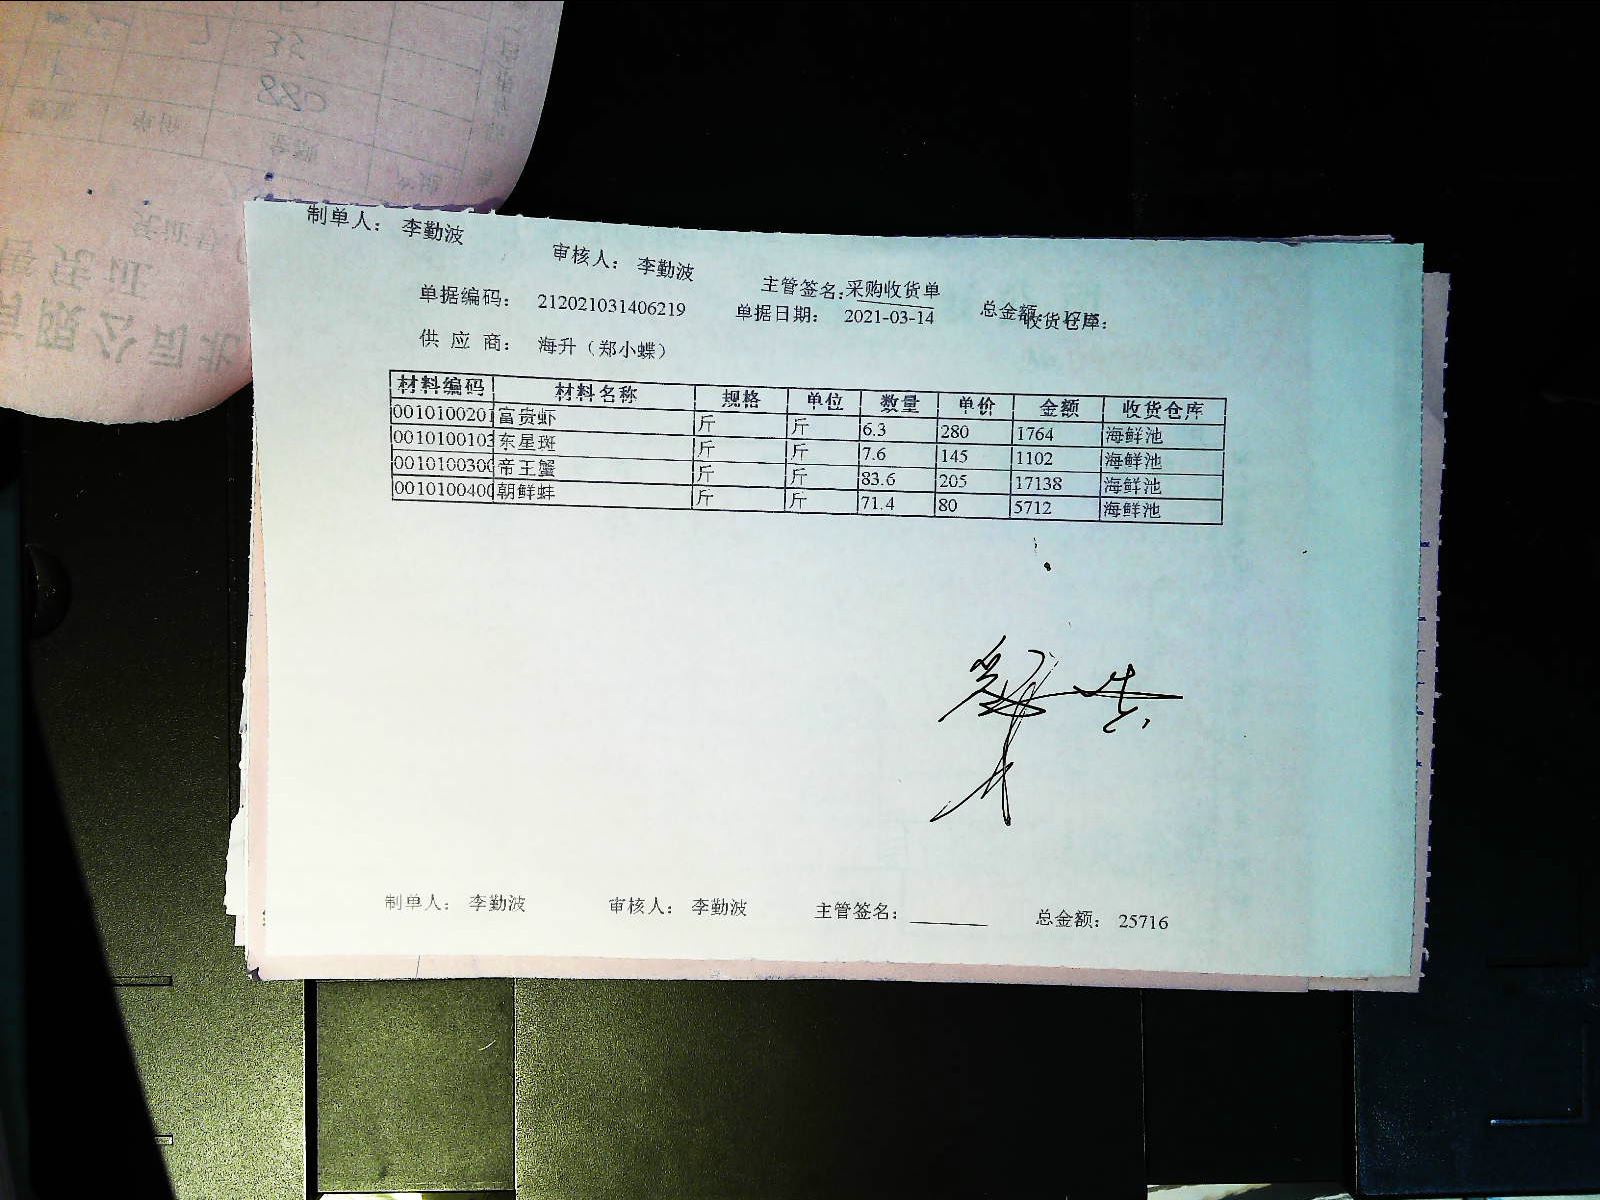 制单人： 李勤波
审核人： 李勤波
主管签名： 采购收货单
总金额：
单据编码： 212021031406219 单据日期： 2021-03-14 收货仓库：
供 应 商： 海升（郑小蝶）
材料编码 材料名称 规格 单位 数量 单价 金额 收货仓库
0010100201 富贵虾 斤 斤 6.3 280 1764 海鲜池
0010100103 东星斑 斤 斤 7.6 145 1102 海鲜池
001010030 帝王蟹 斤 斤 83.6 205 17138 海鲜池
001010040 朝鲜蚌 斤 斤 71.4 80 5712 海鲜池
制单人： 李勤波 审核人： 李勤波 主管签名： 总金额： 25716